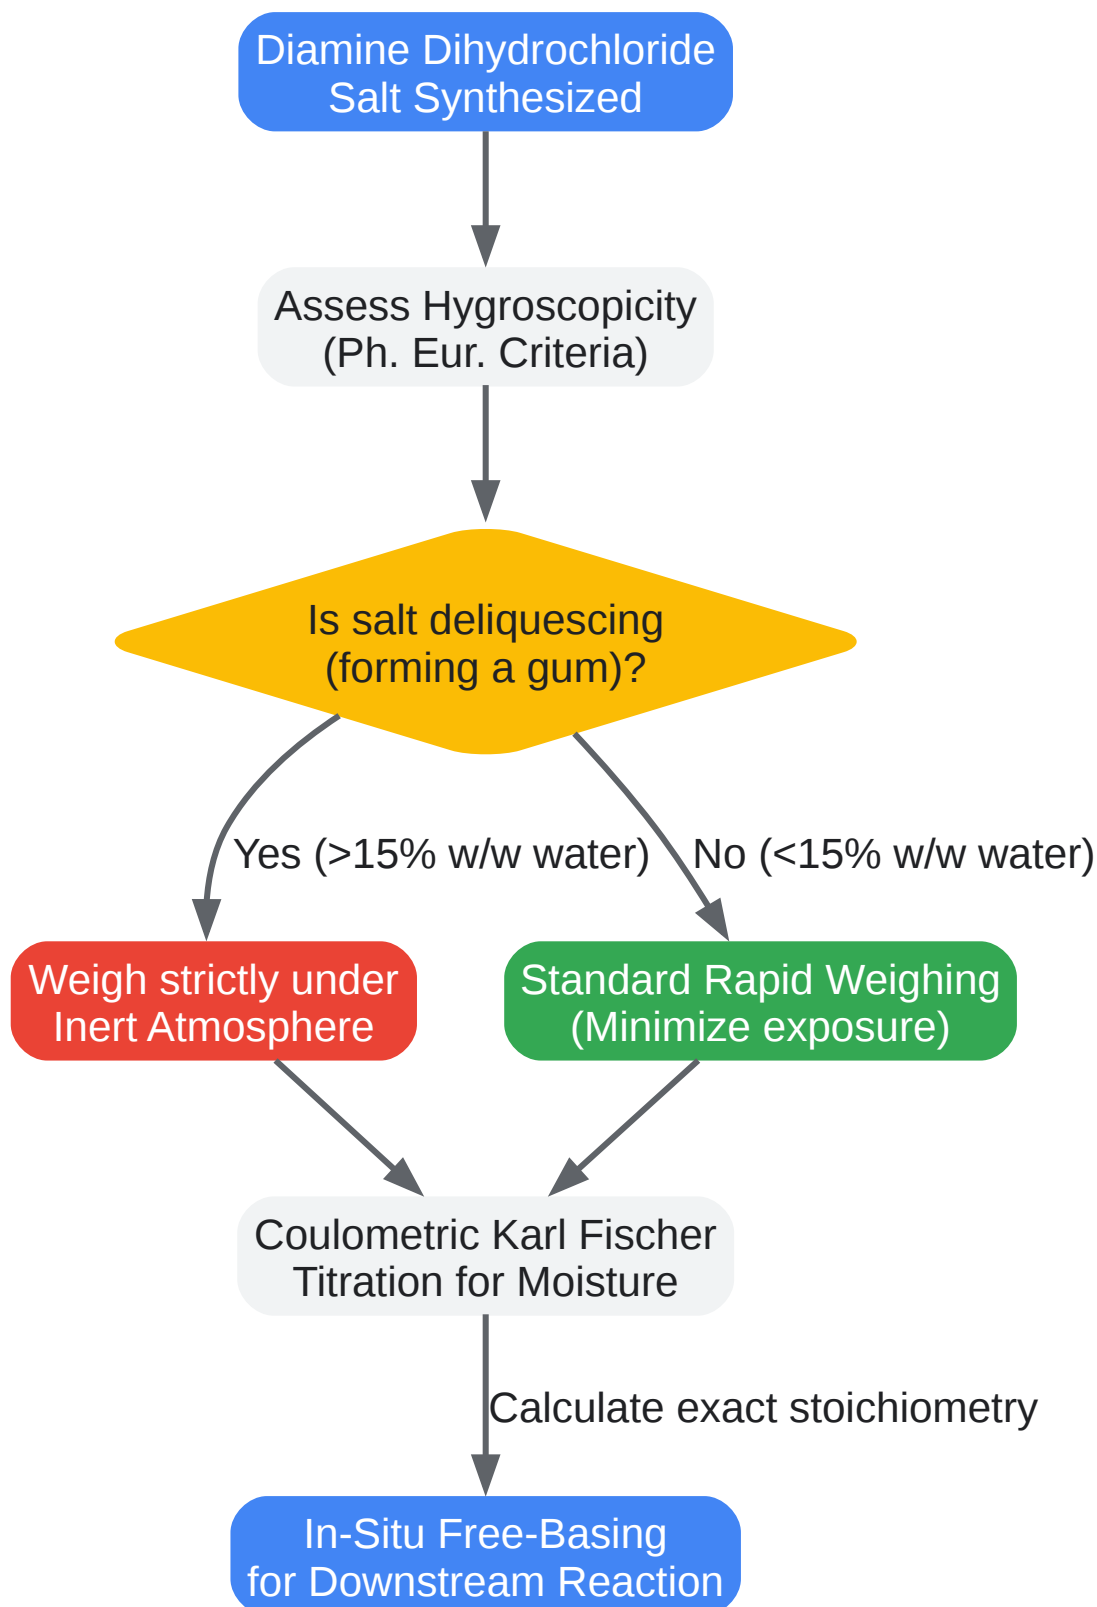 Diamine Dihydrochloride
Salt Synthesized
Assess Hygroscopicity
(Ph. Eur. Criteria)
Is salt deliquescing
(forming a gum)?
Yes (>15% w/w water)
No (<15% w/w water)
Weigh strictly under
Inert Atmosphere
Standard Rapid Weighing
(Minimize exposure)
Coulometric Karl Fischer
Titration for Moisture
Calculate exact stoichiometry
In-Situ Free-Basing
for Downstream Reaction